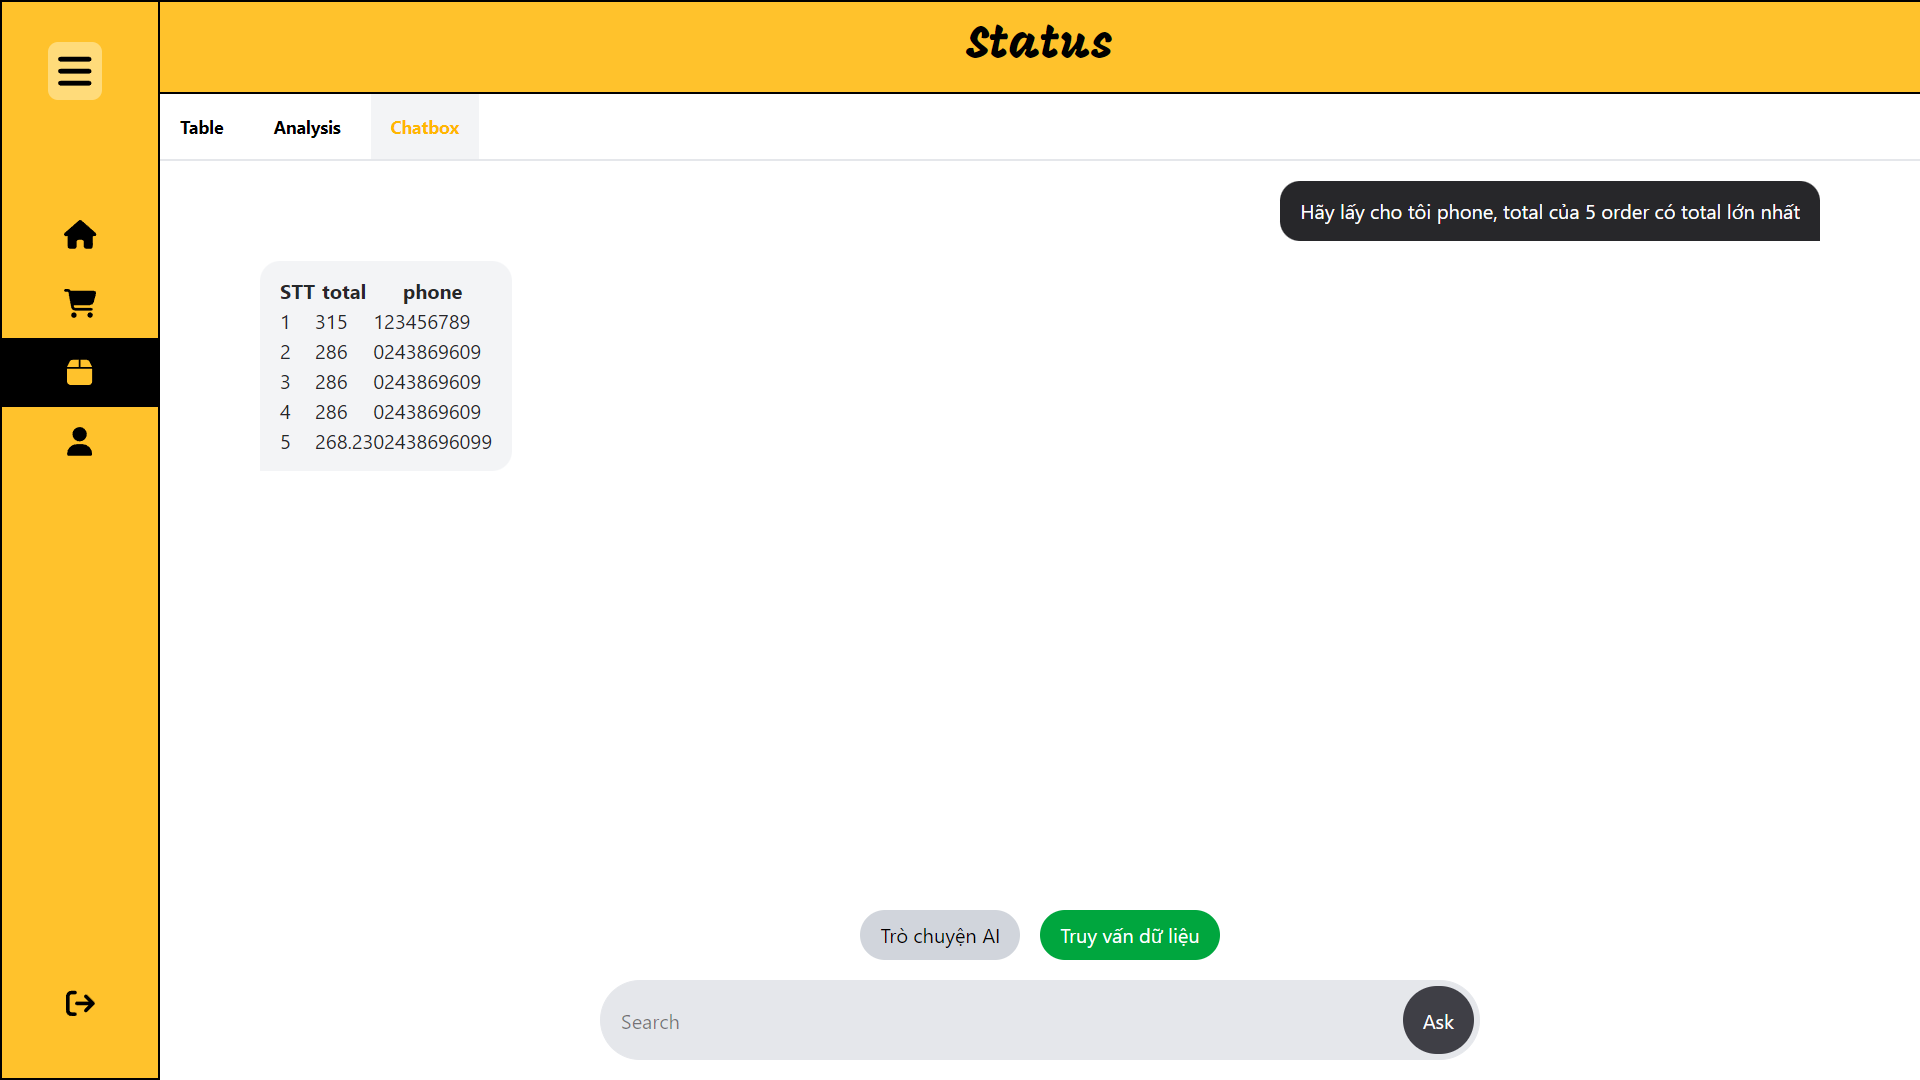 Status
Table Analysis Chatbox
Hãy lấy cho tôi phone, total của 5 order có total lớn nhất
STT total phone
1 315 123456789
2 286 0243869609
3 286 0243869609
4 286 0243869609
5 268.2302438696099
Trò chuyện AI Truy vấn dữ liệu
Search Ask